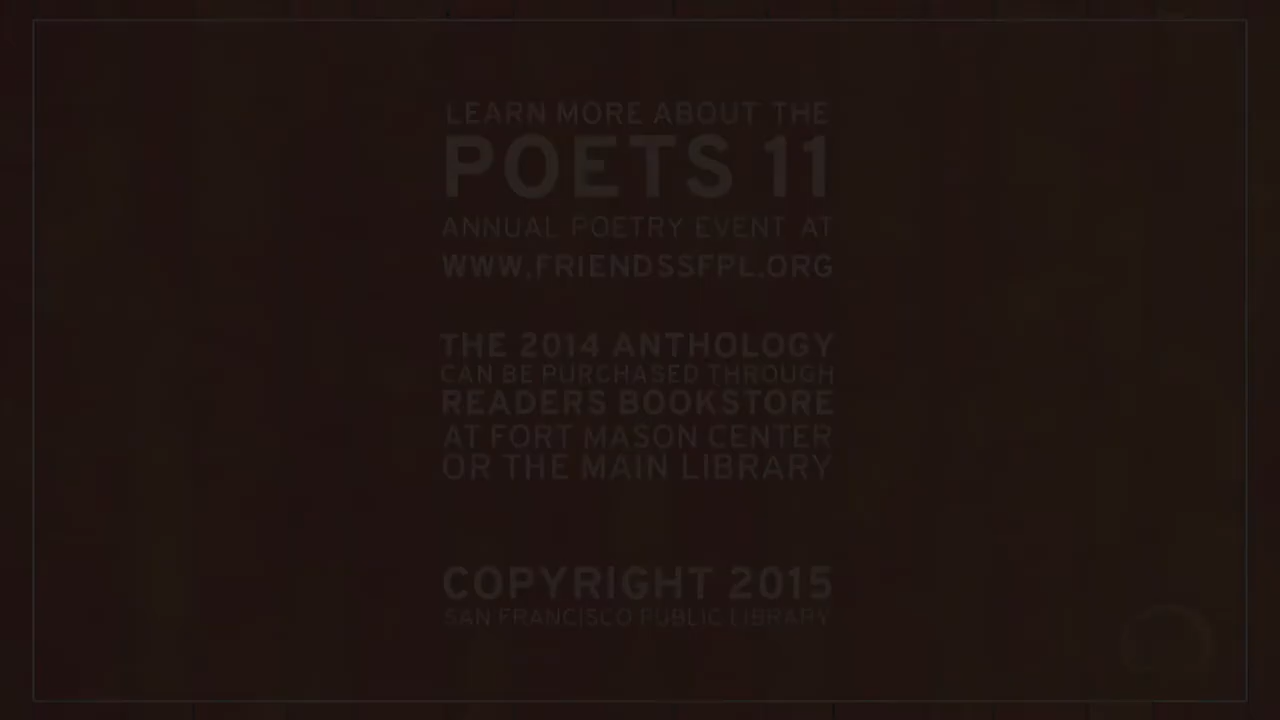 LEARN MORE ABOUT THE
POETS 11
ANNUAL POETRY EVENT AT
WWW.FRIENDSSFPL.ORG
THE 2014 ANTHOLOGY
CAN BE PURCHASED THROUGH
READERS BOOKSTORE
AT FORT MASON CENTER
OR THE MAIN LIBRARY
COPYRIGHT 2015
SAN FRANCISCO PUBLIC LIBRARY